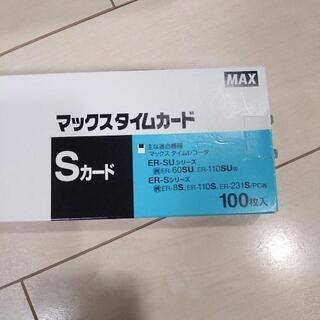 MAX
マックスタイムカード
Sカード
主な適合機種
マックスタイムレコーダ
ER-SUシリーズ
例ER-60SU、ER-110SU等
ER-Sシリーズ
例ER-8S、ER-110S、ER-231S/PC等
100枚入